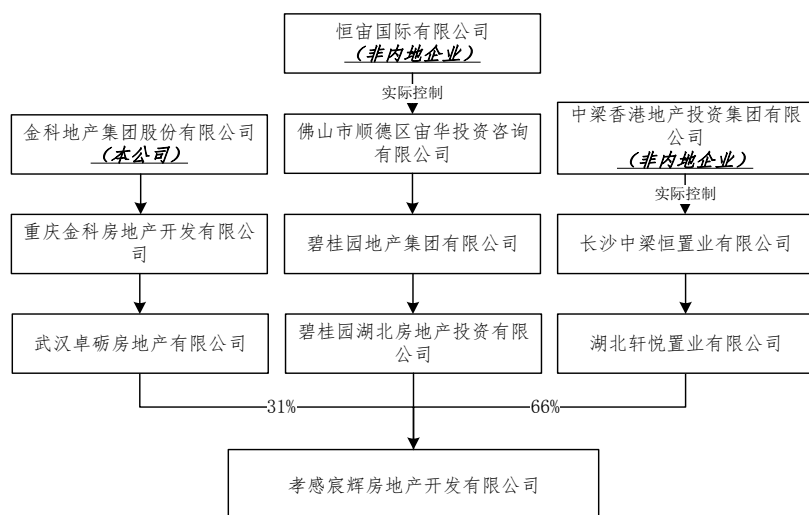 恒宙国际有限公司
（非内地企业）
实际控制
金科地产集团股份有限公司
（本公司）
佛山市顺德区宙华投资咨询
有限公司
中梁香港地产投资集团有限
公司
（非内地企业）
实际控制
重庆金科房地产开发有限公
司
碧桂园地产集团有限公司
长沙中梁恒置业有限公司
武汉卓砺房地产有限公司
碧桂园湖北房地产投资有限
公司
湖北轩悦置业有限公司
31%
66%
孝感宸辉房地产开发有限公司